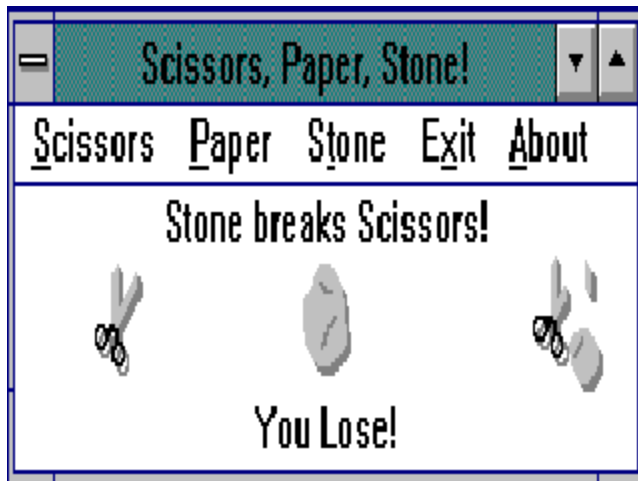 Scissors, Paper, Stone!
Scissors Paper Stone Exit About
Stone breaks Scissors!
You Lose!